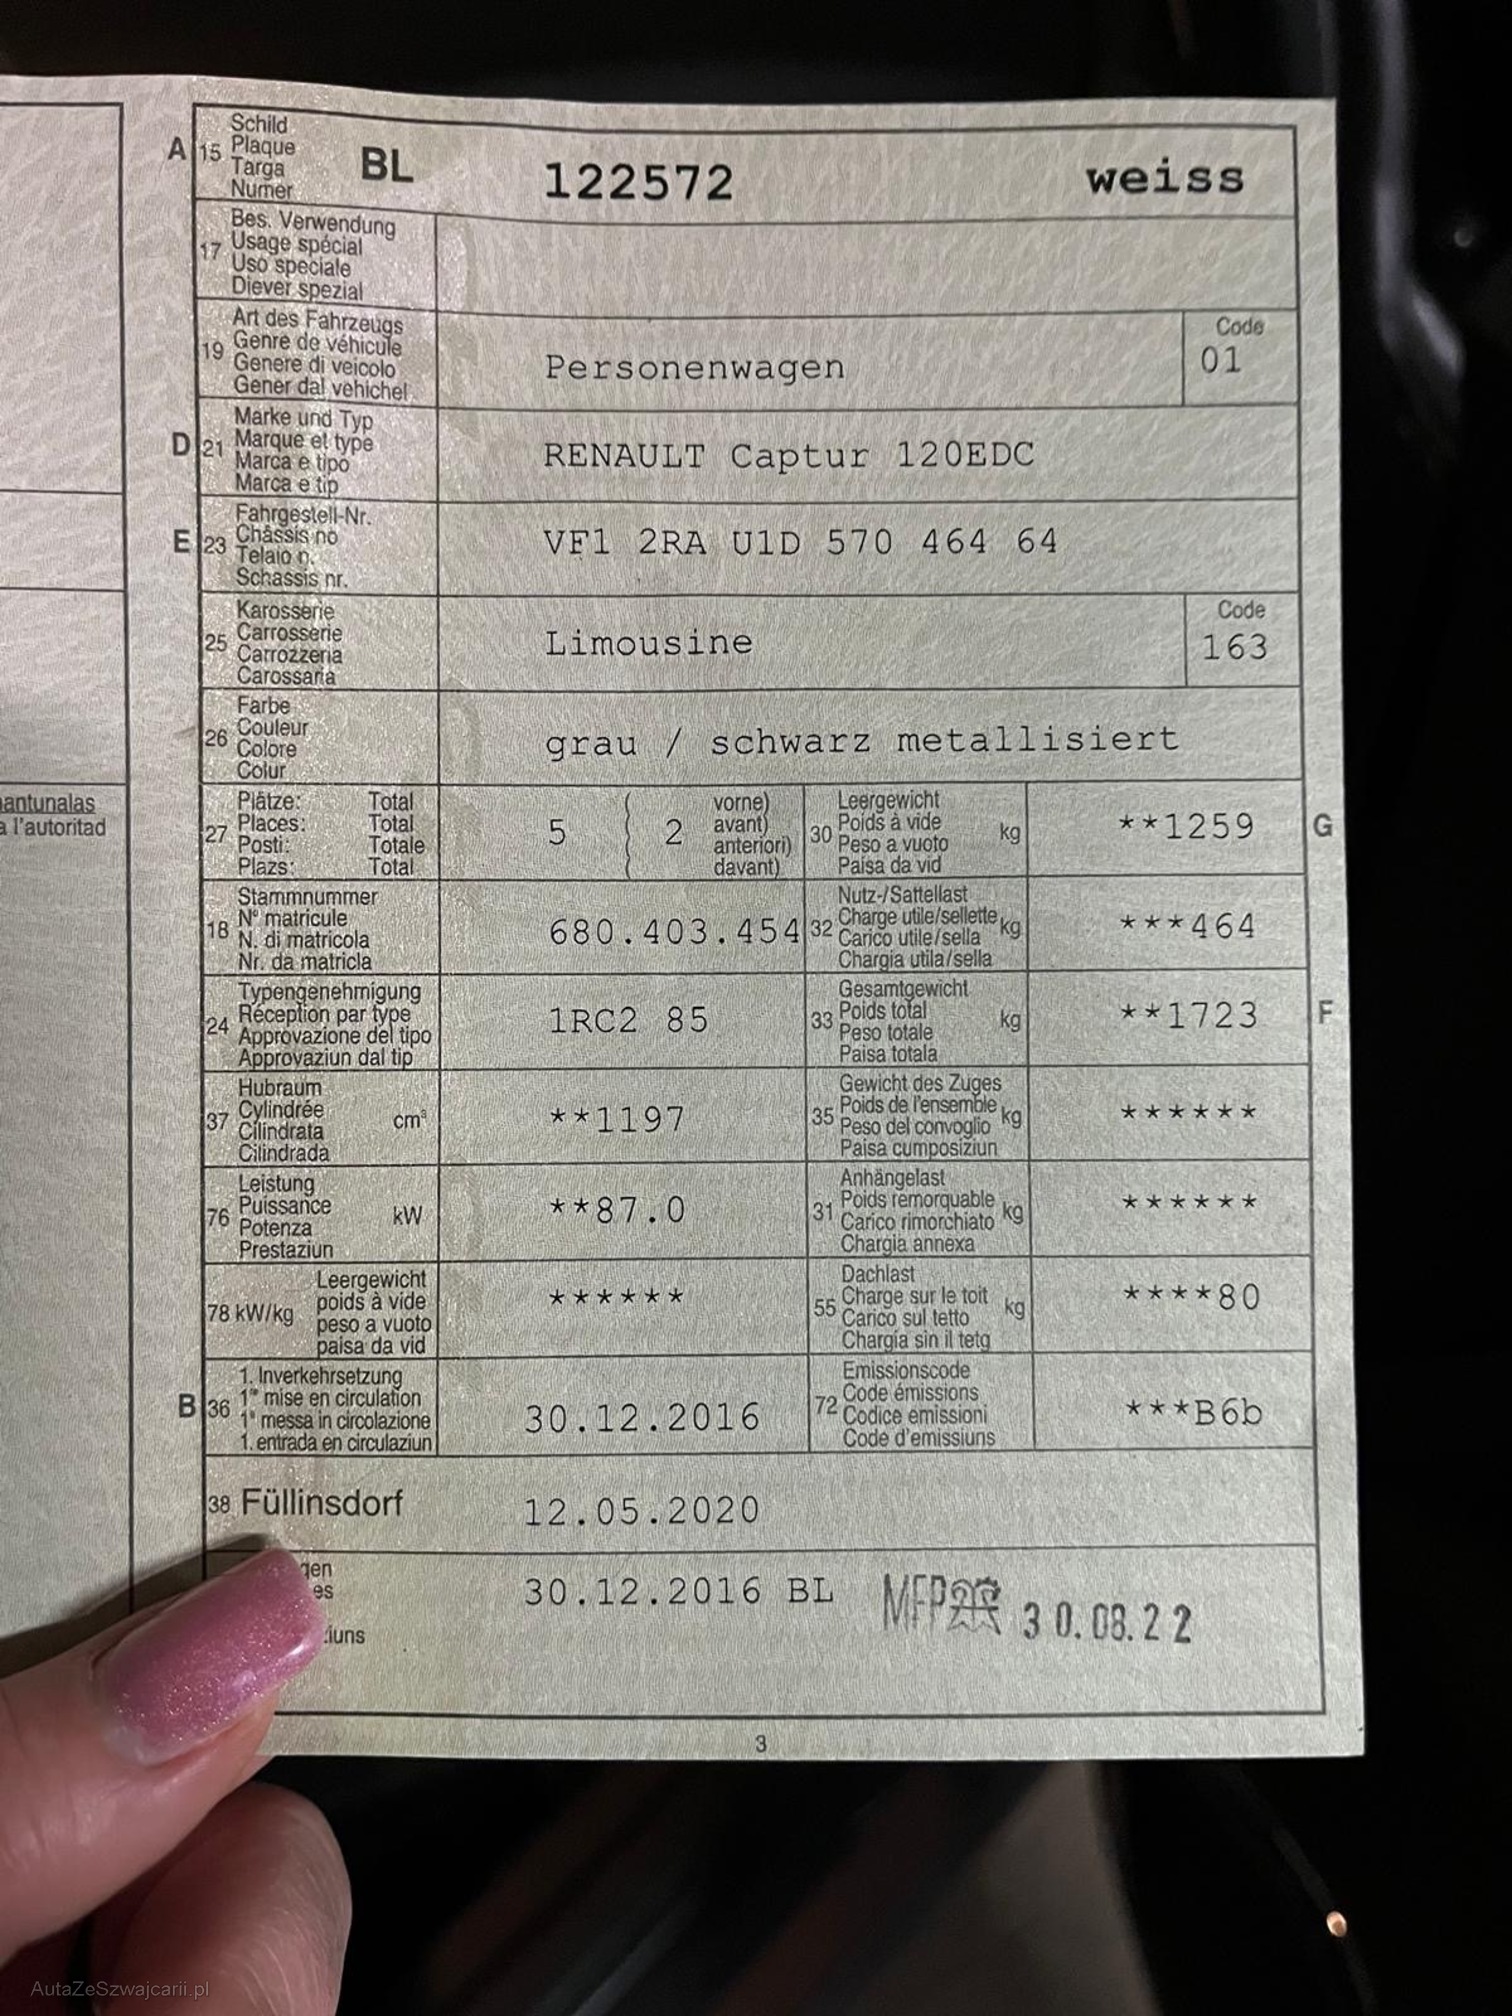 A 15 Schild
Plaque
Targa
Numer
BL 122572 weiss
17 Bes. Verwendung
Usage spécial
Uso speciale
Diever spezial
19 Art des Fahrzeugs
Genre de véhicule
Genere di veicolo
Gener dal vehichel
Personenwagen
Code
01
D 21 Marke und Typ
Marque et type
Marca e tipo
Marca e tip
RENAULT Captur 120EDC
E 23 Fahrgestell-Nr.
Châssis no
Telaio n.
Schassis nr.
VF1 2RA U1D 570 464 64
25 Karosserie
Carrosserie
Carrozzeria
Carossaria
Limousine
Code
163
26 Farbe
Couleur
Colore
Colur
grau / schwarz metallisiert
antunalas
a l'autoritad
27 Plätze: Total
Places: Total
Posti: Totale
Plazs: Total
5 ( 2 vorne)
avant)
anteriori)
davant)
30 Leergewicht
Poids à vide
Peso a vuoto
Paisa da vid
kg
**1259 G
18 Stammnummer
N° matricule
N. di matricola
Nr. da matricla
680.403.454
32 Nutz-/Sattellast
Charge utile/sellette
Carico utile/sella
Chargia utila/sella
kg
***464
24 Typengenehmigung
Réception par type
Approvazione del tipo
Approvaziun dal tip
1RC2 85
33 Gesamtgewicht
Poids total
Peso totale
Paisa totala
kg
**1723 F
37 Hubraum
Cylindrée
Cilindrata
Cilindrada
cm³
**1197
35 Gewicht des Zuges
Poids de l'ensemble
Peso del convoglio
Paisa cumposiziun
kg
******
76 Leistung
Puissance
Potenza
Prestaziun
kW
**87.0
31 Anhängelast
Poids remorquable
Carico rimorchiato
Chargia annexa
kg
******
78 kW/kg Leergewicht
poids à vide
peso a vuoto
paisa da vid
******
55 Dachlast
Charge sur le toit
Carico sul tetto
Chargia sin il tetg
kg
****80
B 36 1. Inverkehrsetzung
1re mise en circulation
1a messa in circolazione
1. entrada en circulaziun
30.12.2016
72 Emissionscode
Code émissions
Codice emissioni
Code d'emissiuns
***B6b
38 Füllinsdorf 12.05.2020
gen
es
iuns
30.12.2016 BL MFP 30.08.22
3
AutaZeSzwajcarii.pl